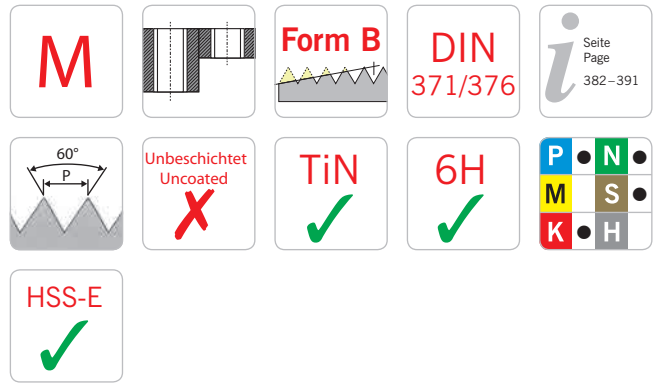 M
Form B
DIN
371/376
i
Seite
Page
382–391
60°
P
Unbeschichtet
Uncoated
✗
TiN
✓
6H
✓
P ● N ●
M S ●
K ● H
HSS-E
✓